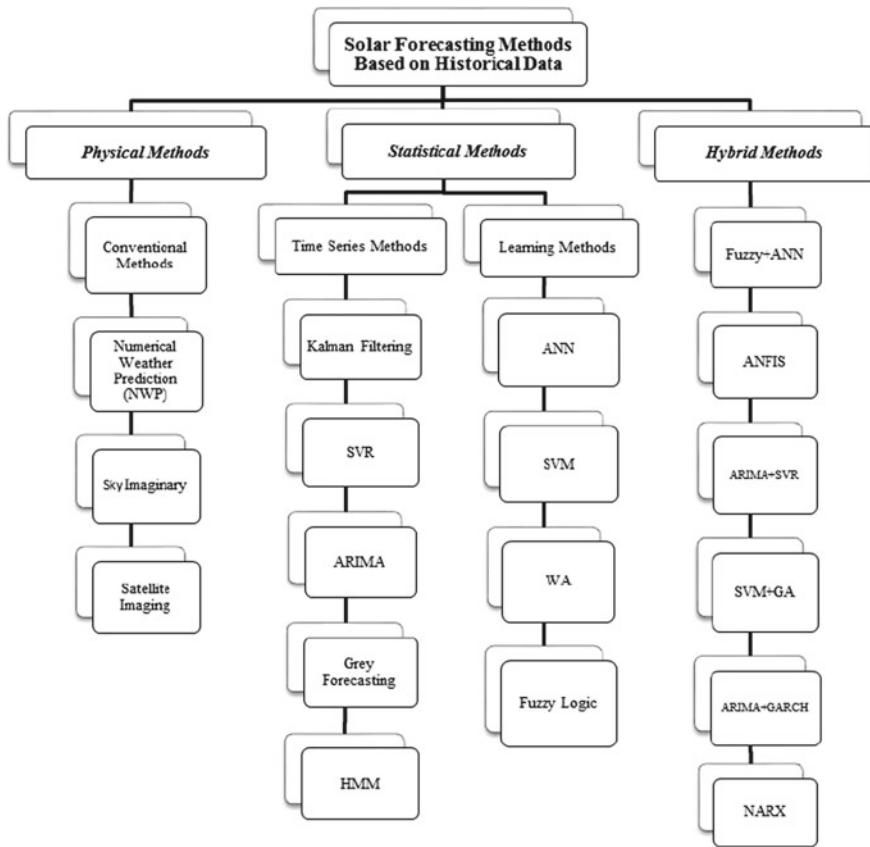 Solar Forecasting Methods
Based on Historical Data
Physical Methods
Statistical Methods
Hybrid Methods
Conventional
Methods
Numerical
Weather
Prediction
(NWP)
Sky Imaginary
Satellite
Imaging
Time Series Methods
Kalman Filtering
SVR
ARIMA
Grey
Forecasting
HMM
Learning Methods
ANN
SVM
WA
Fuzzy Logic
Fuzzy+ANN
ANFIS
ARIMA+SVR
SVM+GA
ARIMA+GARCH
NARX